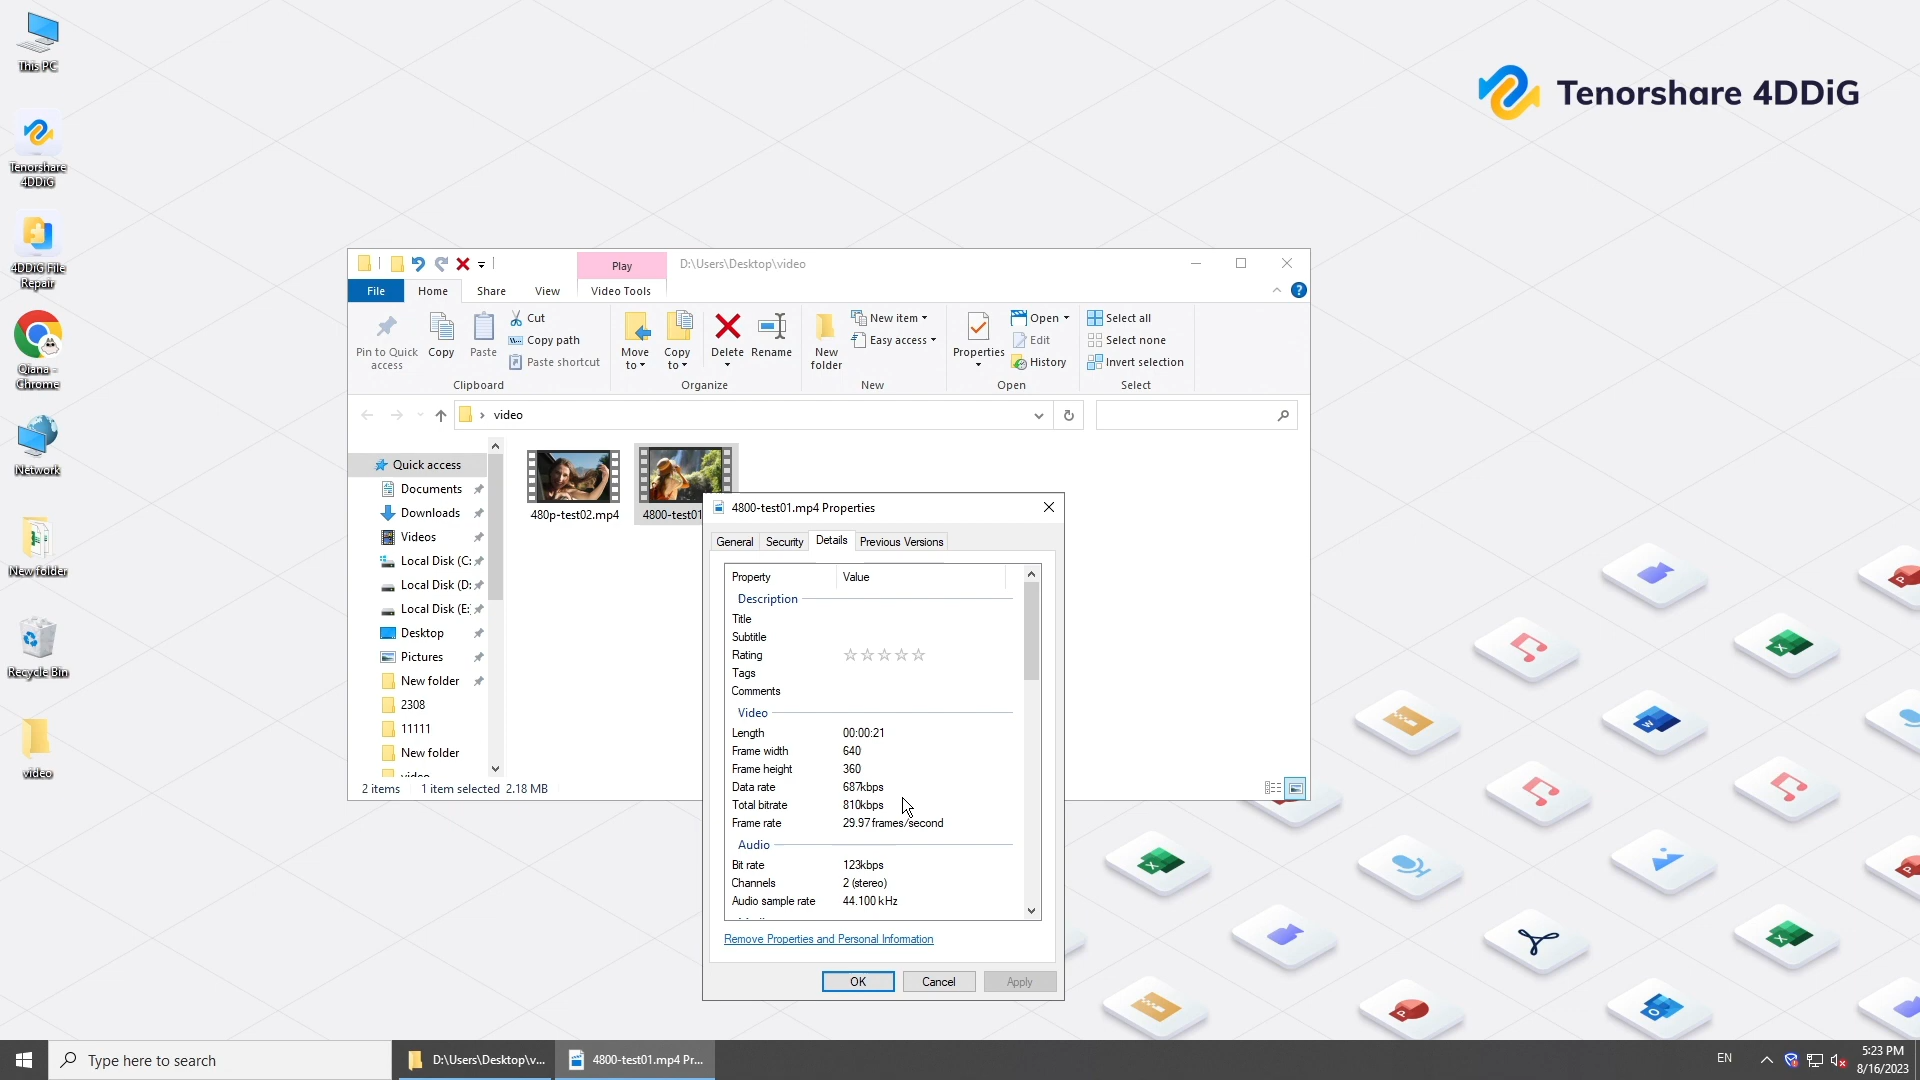 This PC
Tenorshare
4DDiG
4DDiG File
Repair
Qiana -
Chrome
Network
New folder
Recycle Bin
video
Tenorshare 4DDiG
Play
D:\Users\Desktop\video
File
Home
Share
View
Video Tools
Pin to Quick
access
Copy
Paste
Cut
Copy path
Paste shortcut
Clipboard
Move
to
Copy
to
Delete
Rename
Organize
New
folder
New item
Easy access
New
Properties
Open
Edit
History
Open
Select all
Select none
Invert selection
Select
video
Quick access
Documents
Downloads
Videos
Local Disk (C:
Local Disk (D:
Local Disk (E:
Desktop
Pictures
New folder
2308
11111
New folder
video
480p-test02.mp4
4800-test01
2 items
1 item selected 2.18 MB
4800-test01.mp4 Properties
General
Security
Details
Previous Versions
Property Value
Description
Title
Subtitle
Rating
Tags
Comments
Video
Length 00:00:21
Frame width 640
Frame height 360
Data rate 687kbps
Total bitrate 810kbps
Frame rate 29.97 frames/second
Audio
Bit rate 123kbps
Channels 2 (stereo)
Audio sample rate 44.100 kHz
Remove Properties and Personal Information
OK
Cancel
Apply
Type here to search
D:\Users\Desktop\v...
4800-test01.mp4 Pr...
EN
5:23 PM
8/16/2023